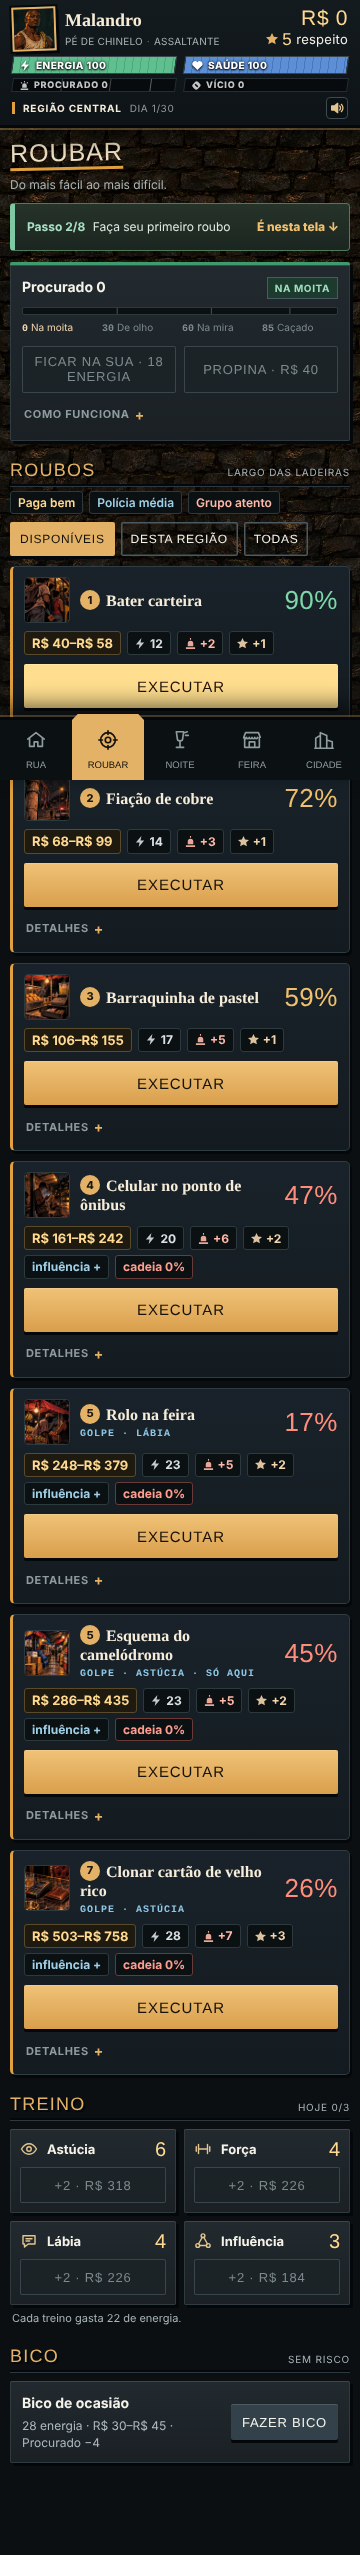 Malandro
R$ 0
PÉ DE CHINELO · ASSALTANTE
5 respeito
ENERGIA 100
SAÚDE 100
PROCURADO 0
VÍCIO 0
REGIÃO CENTRAL DIA 1/30
ROUBAR
Do mais fácil ao mais difícil.
Passo 2/8 Faça seu primeiro roubo
É nesta tela ↓
Procurado 0
NA MOITA
0 Na moita
30 De olho
60 Na mira
85 Caçado
FICAR NA SUA · 18
ENERGIA
PROPINA · R$ 40
COMO FUNCIONA +
ROUBOS
LARGO DAS LADEIRAS
Paga bem
Polícia média
Grupo atento
DISPONÍVEIS
DESTA REGIÃO
TODAS
1 Bater carteira
90%
R$ 40–R$ 58
12
+2
+1
EXECUTAR
RUA
ROUBAR
NOITE
FEIRA
CIDADE
2 Fiação de cobre
72%
R$ 68–R$ 99
14
+3
+1
EXECUTAR
DETALHES +
3 Barraquinha de pastel
59%
R$ 106–R$ 155
17
+5
+1
EXECUTAR
DETALHES +
4 Celular no ponto de
ônibus
47%
R$ 161–R$ 242
20
+6
+2
influência +
cadeia 0%
EXECUTAR
DETALHES +
5 Rolo na feira
GOLPE · LÁBIA
17%
R$ 248–R$ 379
23
+5
+2
influência +
cadeia 0%
EXECUTAR
DETALHES +
5 Esquema do
camelódromo
GOLPE · ASTÚCIA · SÓ AQUI
45%
R$ 286–R$ 435
23
+5
+2
influência +
cadeia 0%
EXECUTAR
DETALHES +
7 Clonar cartão de velho
rico
GOLPE · ASTÚCIA
26%
R$ 503–R$ 758
28
+7
+3
influência +
cadeia 0%
EXECUTAR
DETALHES +
TREINO
HOJE 0/3
Astúcia
6
+2 · R$ 318
Força
4
+2 · R$ 226
Lábia
4
+2 · R$ 226
Influência
3
+2 · R$ 184
Cada treino gasta 22 de energia.
BICO
SEM RISCO
Bico de ocasião
28 energia · R$ 30–R$ 45 ·
Procurado −4
FAZER BICO